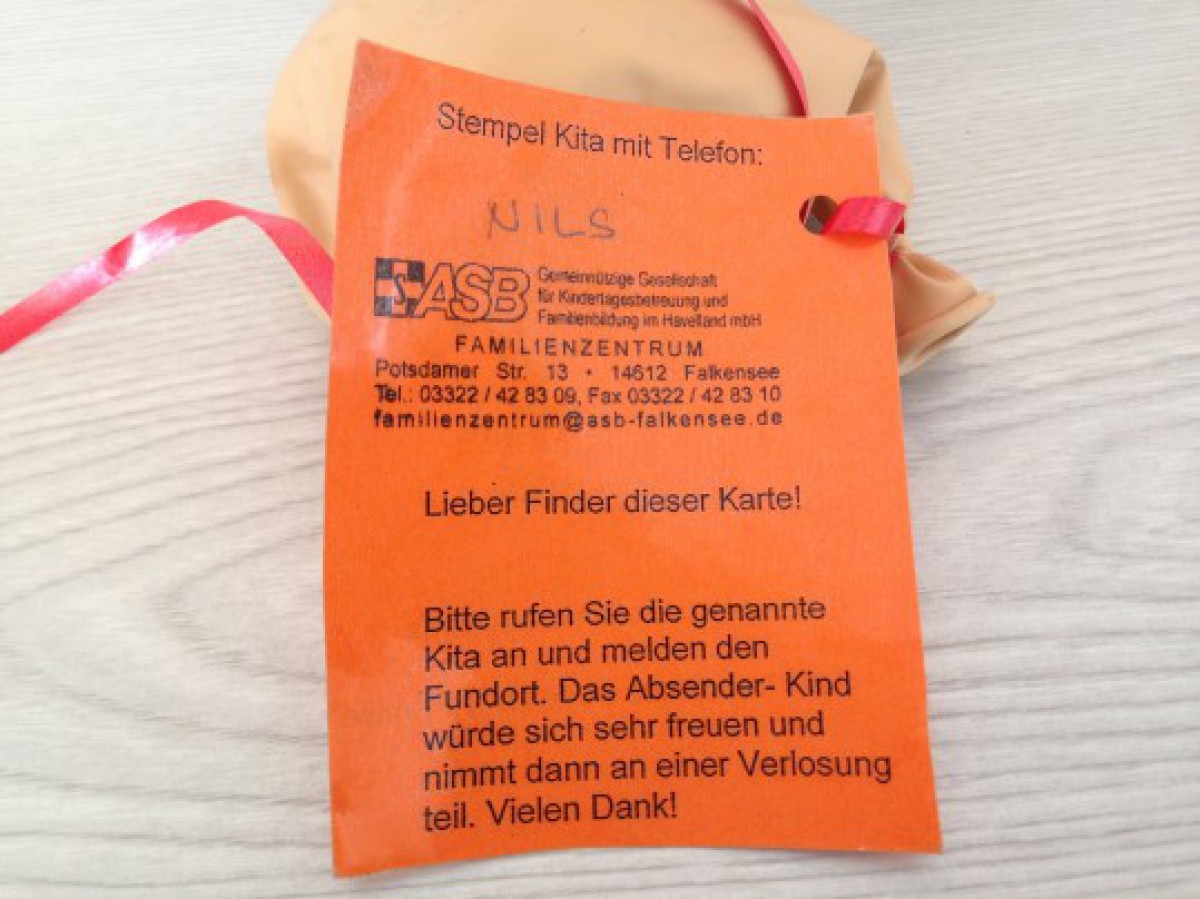 Stempel Kita mit Telefon:
NILS
ASB
Gemeinnützige Gesellschaft
für Kindertagesbetreuung und
Familienbildung im Havelland mbH
FAMILIENZENTRUM
Potsdamer Str. 13 • 14612 Falkensee
Tel.: 03322 / 42 83 09, Fax 03322 / 42 83 10
familienzentrum@asb-falkensee.de
Lieber Finder dieser Karte!
Bitte rufen Sie die genannte
Kita an und melden den
Fundort. Das Absender- Kind
würde sich sehr freuen und
nimmt dann an einer Verlosung
teil. Vielen Dank!